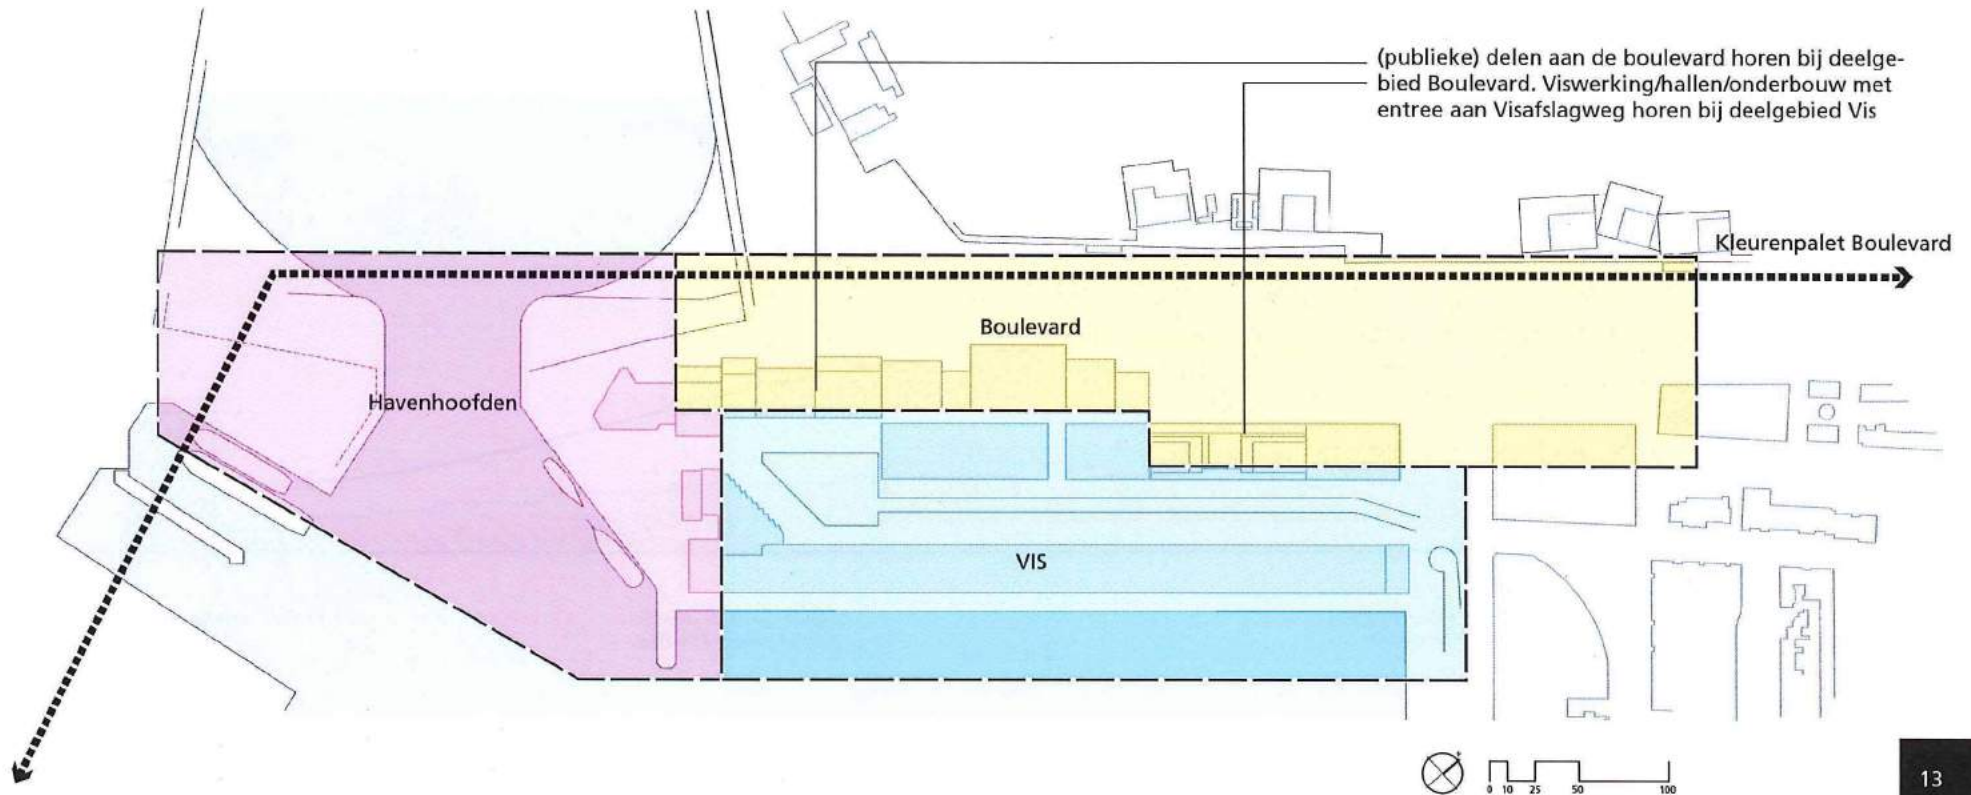 (publieke) delen aan de boulevard horen bij deelge-
bied Boulevard. Viswerking/hallen/onderbouw met
entree aan Visafslagweg horen bij deelgebied Vis
Kleurenpalet Boulevard
Boulevard
Havenhoofden
VIS
0 10 25 50 100
13